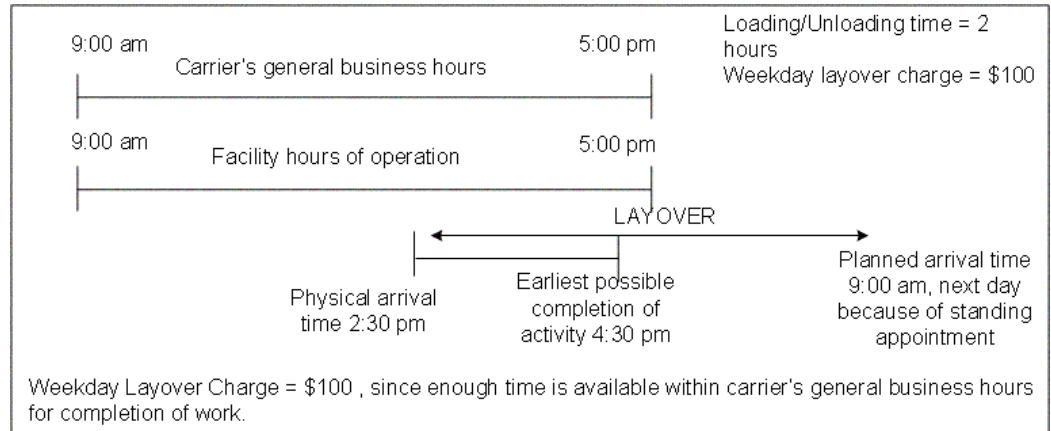 Loading/Unloading time = 2
hours
Weekday layover charge = $100
9:00 am
5:00 pm
Carrier's general business hours
9:00 am
5:00 pm
Facility hours of operation
LAYOVER
Physical arrival
time 2:30 pm
Earliest possible
completion of
activity 4:30 pm
Planned arrival time
9:00 am, next day
because of standing
appointment
Weekday Layover Charge = $100 , since enough time is available within carrier's general business hours
for completion of work.